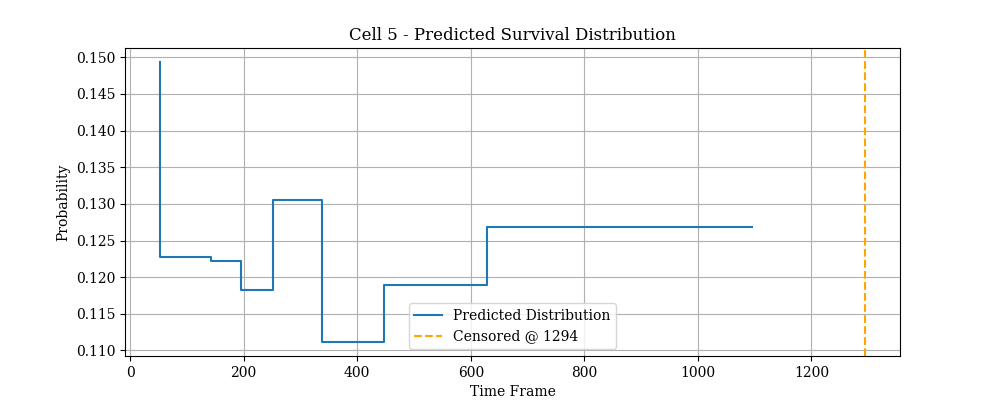 Cell 5 - Predicted Survival Distribution
Probability
0.150
0.145
0.140
0.135
0.130
0.125
0.120
0.115
0.110
Predicted Distribution
Censored @ 1294
0 200 400 600 800 1000 1200
Time Frame